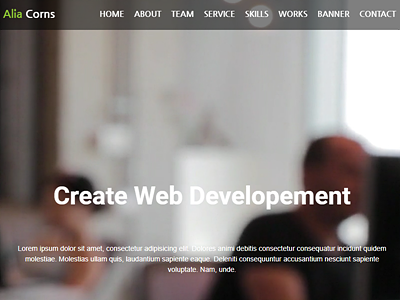 Alia Corns HOME ABOUT TEAM SERVICE SKILLS WORKS BANNER CONTACT
Create Web Developement
Lorem ipsum dolor sit amet, consectetur adipisicing elit. Dolores animi debitis consectetur consequatur incidunt quos
molestiae. Molestias ullam quis, laudantium sapiente eaque. Deleniti consequuntur accusantium nesciunt sapiente
voluptate. Nam, unde.